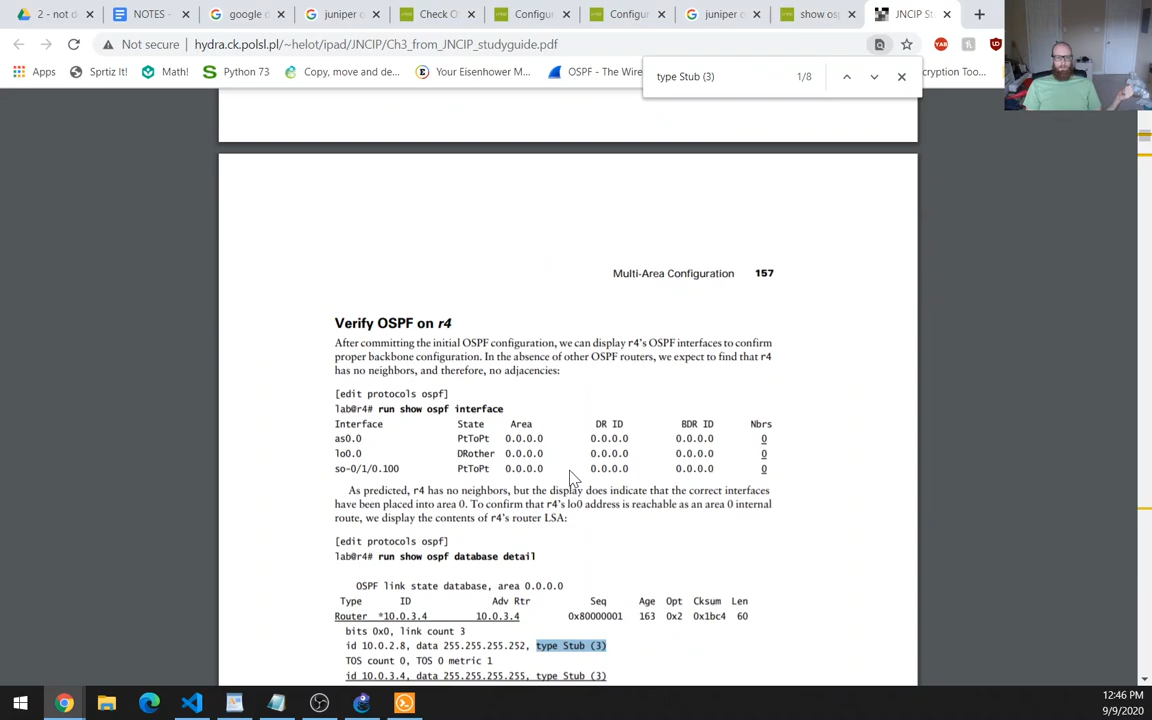 2 - not d
NOTES -
google d
juniper c
Check O
Configur
Configur
juniper o
show osp
JNCIP St
Not secure
hydra.ck.polsl.pl/~helot/ipad/JNCIP/Ch3_from_JNCIP_studyguide.pdf
YAR
Apps
Sprtiz It!
Math!
Python 73
Copy, move and de...
Your Eisenhower M...
OSPF - The Wire
type Stub (3)
1/8
cryption Too...
Multi-Area Configuration 157
Verify OSPF on r4
After committing the initial OSPF configuration, we can display r4's OSPF interfaces to confirm
proper backbone configuration. In the absence of other OSPF routers, we expect to find that r4
has no neighbors, and therefore, no adjacencies:
[edit protocols ospf]
lab@r4# run show ospf interface
Interface State Area DR ID BDR ID Nbrs
as0.0 PtToPt 0.0.0.0 0.0.0.0 0.0.0.0 0
lo0.0 DRother 0.0.0.0 0.0.0.0 0.0.0.0 0
so-0/1/0.100 PtToPt 0.0.0.0 0.0.0.0 0.0.0.0 0
As predicted, r4 has no neighbors, but the display does indicate that the correct interfaces
have been placed into area 0. To confirm that r4's lo0 address is reachable as an area 0 internal
route, we display the contents of r4's router LSA:
[edit protocols ospf]
lab@r4# run show ospf database detail
OSPF link state database, area 0.0.0.0
Type ID Adv Rtr Seq Age Opt Cksum Len
Router *10.0.3.4 10.0.3.4 0x80000001 163 0x2 0x1bc4 60
bits 0x0, link count 3
id 10.0.2.8, data 255.255.255.252, type Stub (3)
TOS count 0, TOS 0 metric 1
id 10.0.3.4, data 255.255.255.255, type Stub (3)
12:46 PM
9/9/2020